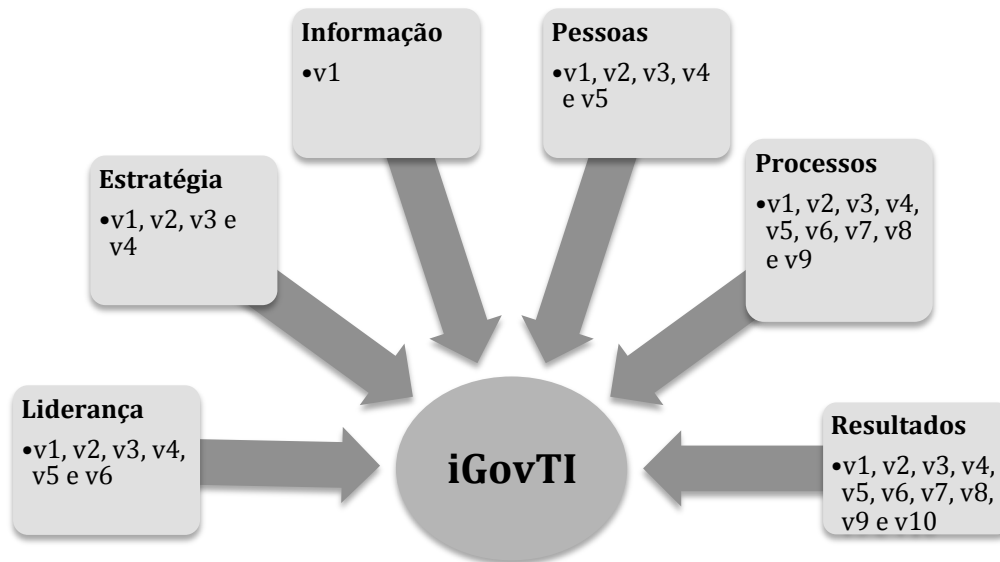 Informação
•v1
Pessoas
•v1, v2, v3, v4
e v5
Estratégia
•v1, v2, v3 e
v4
Processos
•v1, v2, v3, v4,
v5, v6, v7, v8
e v9
Liderança
•v1, v2, v3, v4,
v5 e v6
iGovTI
Resultados
•v1, v2, v3, v4,
v5, v6, v7, v8,
v9 e v10